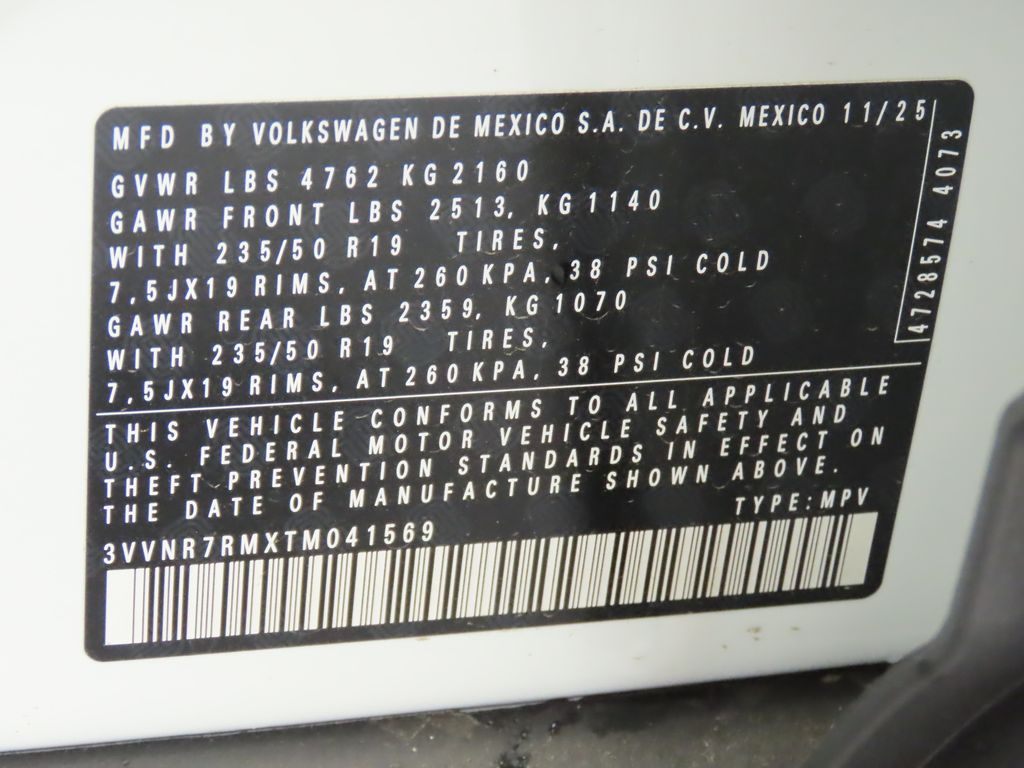 MFD BY VOLKSWAGEN DE MEXICO S.A. DE C.V. MEXICO 11/25
GVWR LBS 4762 KG 2160
GAWR FRONT LBS 2513, KG 1140
WITH 235/50 R19 TIRES,
7,5JX19 RIMS, AT 260 KPA, 38 PSI COLD
GAWR REAR LBS 2359, KG 1070
WITH 235/50 R19 TIRES,
7,5JX19 RIMS, AT 260 KPA, 38 PSI COLD
4728574 4073
THIS VEHICLE CONFORMS TO ALL APPLICABLE
U.S. FEDERAL MOTOR VEHICLE SAFETY AND
THEFT PREVENTION STANDARDS IN EFFECT ON
THE DATE OF MANUFACTURE SHOWN ABOVE.
TYPE: MPV
3VVNR7RMXTM041569